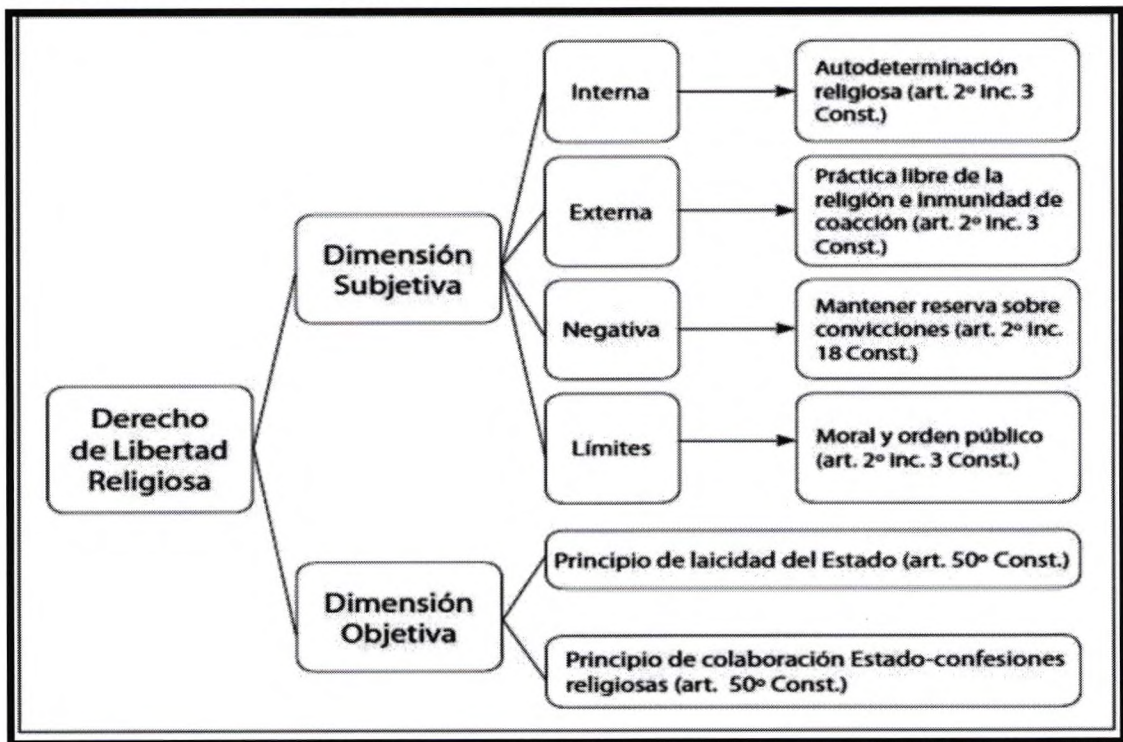 Derecho
de Libertad
Religiosa
Dimensión
Subjetiva
Interna
Autodeterminación
religiosa (art. 2º inc. 3
Const.)
Externa
Práctica libre de la
religión e inmunidad de
coacción (art. 2º inc. 3
Const.)
Negativa
Mantener reserva sobre
convicciones (art. 2º inc.
18 Const.)
Límites
Moral y orden público
(art. 2º inc. 3 Const.)
Dimensión
Objetiva
Principio de laicidad del Estado (art. 50º Const.)
Principio de colaboración Estado-confesiones
religiosas (art. 50º Const.)